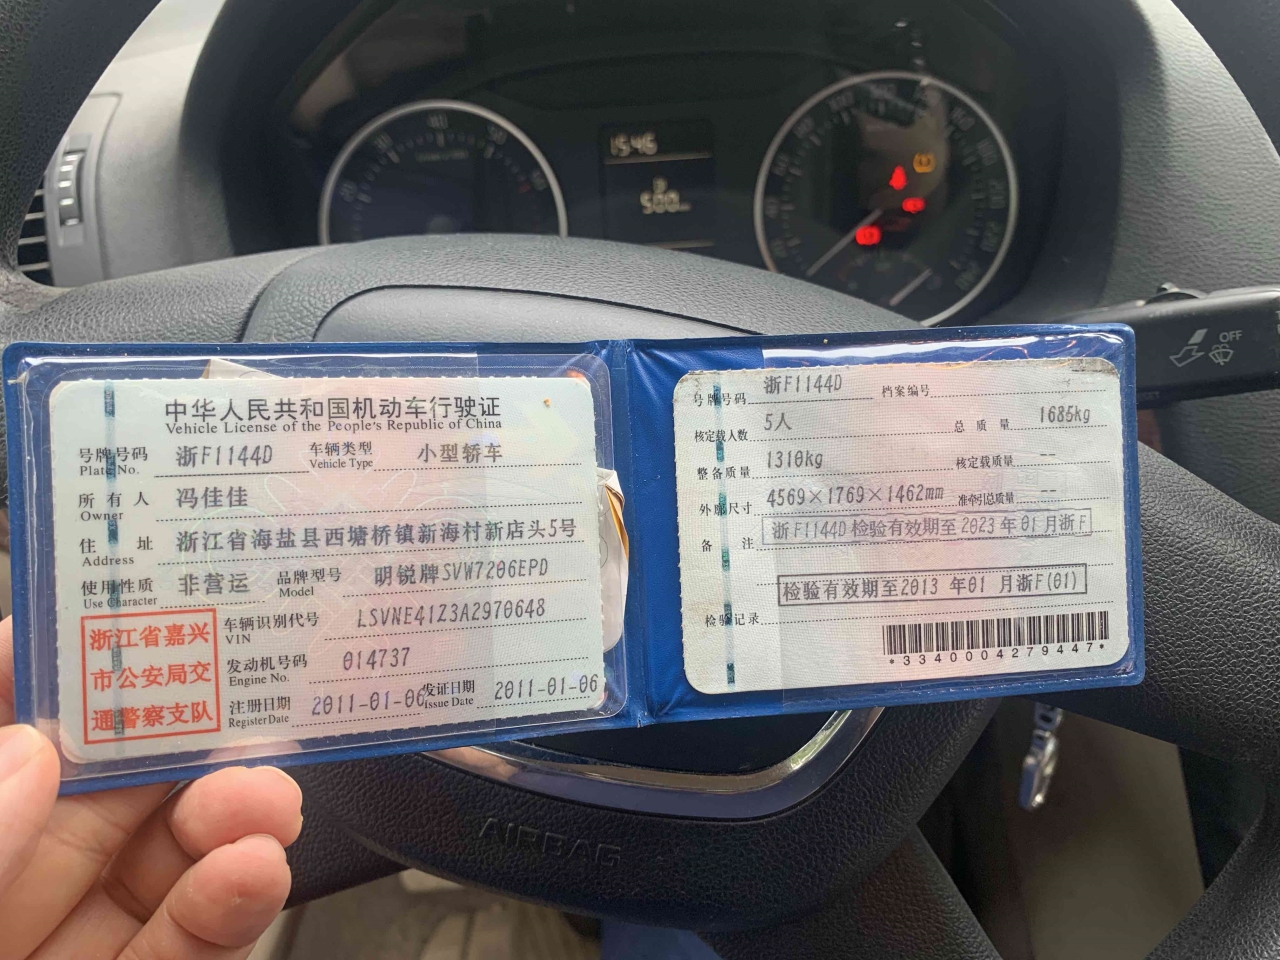 1546
500
OFF
中华人民共和国机动车行驶证
Vehicle License of the People's Republic of China
号牌号码 浙F1144D 车辆类型 小型轿车
Plate No. Vehicle Type
所有人 冯佳佳
Owner
住址 浙江省海盐县西塘桥镇新海村新店头5号
Address
使用性质 非营运 品牌型号 明锐牌SVW7206EPD
Use Character Model
浙江省嘉兴
市公安局交
通警察支队
车辆识别代号 LSVNE41Z3A2970648
VIN
发动机号码 014737
Engine No.
注册日期 2011-01-06 发证日期 2011-01-06
Register Date Issue Date
号牌号码 浙F1144D 档案编号
核定载人数 5人 总质量 1685kg
整备质量 1310kg 核定载质量 --
外廓尺寸 4569×1769×1462mm 准牵引总质量 --
备注 浙F1144D检验有效期至2023年01月浙F
检验有效期至2013 年01 月浙F(01)
检验记录
*3340004279447*
AIRBAG